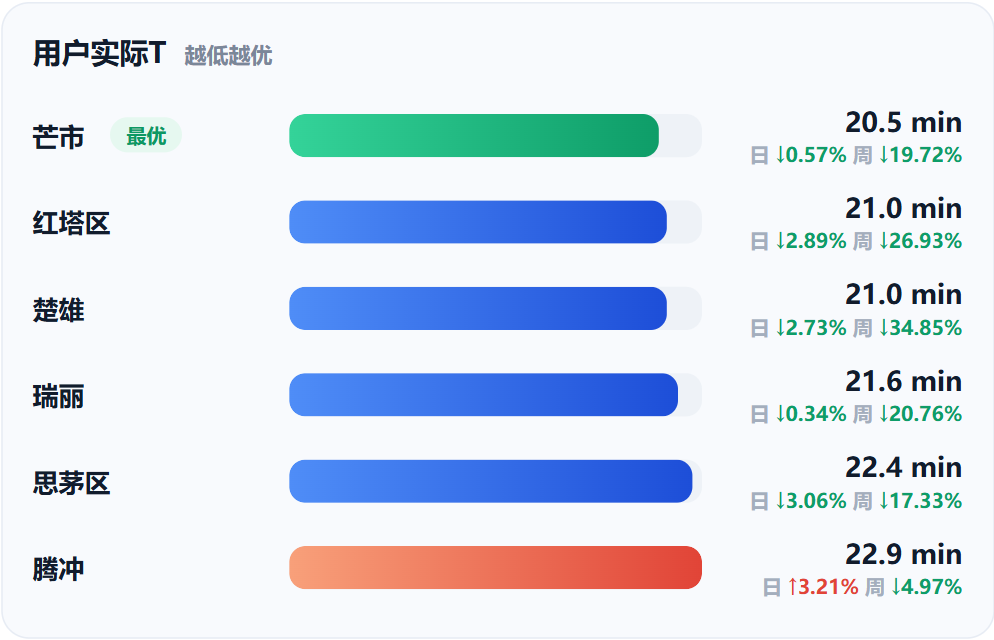 用户实际T 越低越优
芒市 最优 20.5 min
日 ↓0.57% 周 ↓19.72%
红塔区 21.0 min
日 ↓2.89% 周 ↓26.93%
楚雄 21.0 min
日 ↓2.73% 周 ↓34.85%
瑞丽 21.6 min
日 ↓0.34% 周 ↓20.76%
思茅区 22.4 min
日 ↓3.06% 周 ↓17.33%
腾冲 22.9 min
日 ↑3.21% 周 ↓4.97%